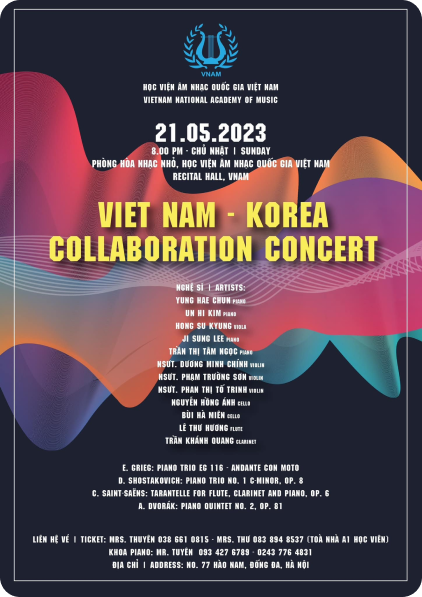 VNAM
HỌC VIỆN ÂM NHẠC QUỐC GIA VIỆT NAM
VIETNAM NATIONAL ACADEMY OF MUSIC
21.05.2023
8.00 PM - CHỦ NHẬT | SUNDAY
PHÒNG HÒA NHẠC NHỎ, HỌC VIỆN ÂM NHẠC QUỐC GIA VIỆT NAM
RECITAL HALL, VNAM
VIET NAM - KOREA
COLLABORATION CONCERT
NGHỆ SĨ | ARTISTS:
YUNG HAE CHUN PIANO
UN HI KIM PIANO
HONG SU KYUNG VIOLA
JI SUNG LEE PIANO
TRẦN THỊ TÂM NGỌC PIANO
NSUT. DƯƠNG MINH CHÍNH VIOLIN
NSUT. PHẠM TRƯỜNG SƠN VIOLIN
NSUT. PHAN THỊ TỐ TRINH VIOLIN
NGUYỄN HỒNG ÁNH CELLO
BÙI HÀ MIÊN CELLO
LÊ THƯ HƯƠNG FLUTE
TRẦN KHÁNH QUANG CLARINET
E. GRIEG: PIANO TRIO EG 116 - ANDANTE CON MOTO
D. SHOSTAKOVICH: PIANO TRIO NO. 1 C-MINOR, OP. 8
C. SAINT-SAËNS: TARANTELLE FOR FLUTE, CLARINET AND PIANO, OP. 6
A. DVOŘÁK: PIANO QUINTET NO. 2, OP. 81
LIÊN HỆ VÉ | TICKET: MRS. THUYÊN 038 661 0815 - MRS. THƯ 083 894 8537 (TOÀ NHÀ A1 HỌC VIỆN)
KHOA PIANO: MR. TUYÊN 093 427 6789 - 0243 776 4831
ĐỊA CHỈ | ADDRESS: NO. 77 HÀO NAM, ĐỐNG ĐA, HÀ NỘI